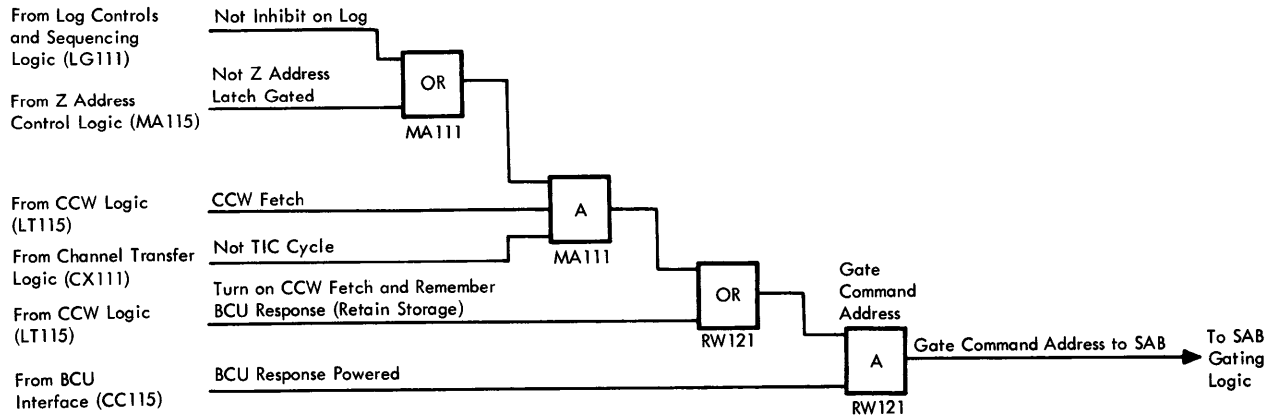 From Log Controls
and Sequencing
Logic (LG111)
Not Inhibit on Log
OR
MA111
From Z Address
Control Logic (MA115)
Not Z Address
Latch Gated
From CCW Logic
(LT115)
CCW Fetch
A
MA111
From Channel Transfer
Logic (CX111)
Not TIC Cycle
From CCW Logic
(LT115)
Turn on CCW Fetch and Remember
BCU Response (Retain Storage)
OR
RW121
Gate
Command
Address
A
RW121
Gate Command Address to SAB
To SAB
Gating
Logic
From BCU
Interface (CC115)
BCU Response Powered